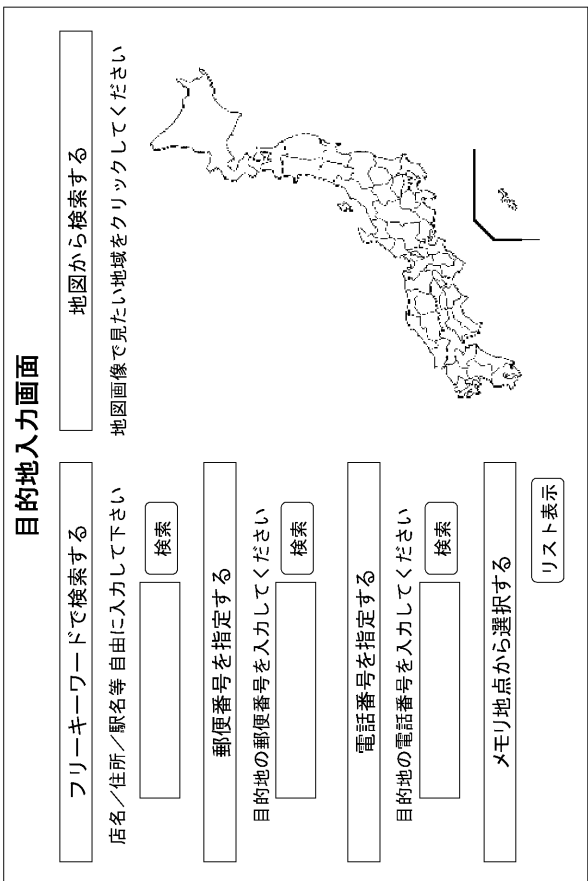 目的地入力画面
フリーキーワードで検索する
店名／住所／駅名等 自由に入力して下さい
検索
郵便番号を指定する
目的地の郵便番号を入力してください
検索
電話番号を指定する
目的地の電話番号を入力してください
検索
メモリ地点から選択する
リスト表示
地図から検索する
地図画像で見たい地域をクリックしてください